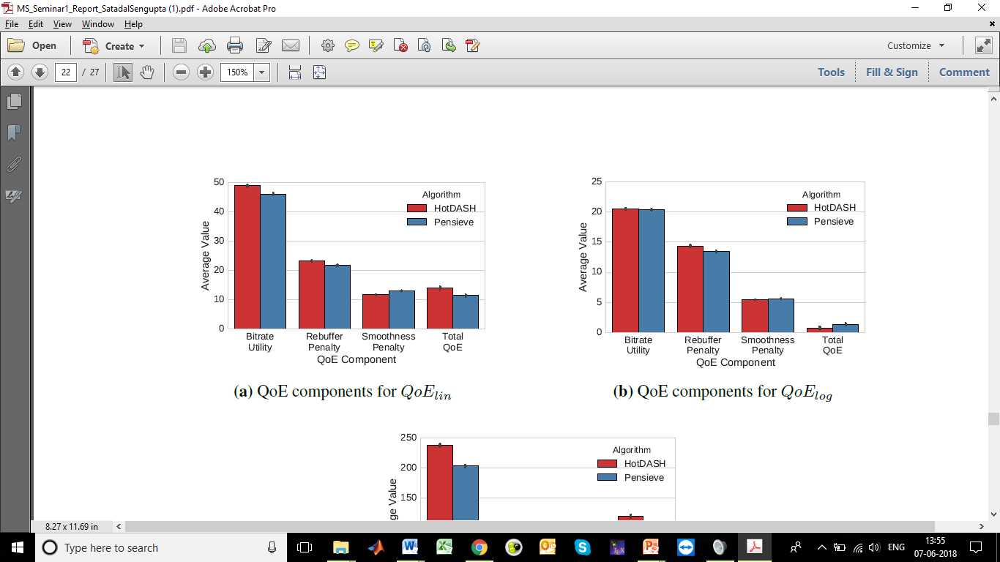 MS_Seminar1_Report_SatadalSengupta (1).pdf - Adobe Acrobat Pro
File Edit View Window Help
Open Create Customize
22 / 27 150% Tools Fill & Sign Comment
50
40
30
20
10
0
Average Value
Algorithm
HotDASH
Pensieve
Bitrate Utility
Rebuffer Penalty
Smoothness Penalty
Total QoE
QoE Component
(a) QoE components for QoE_lin
25
20
15
10
5
0
Average Value
Algorithm
HotDASH
Pensieve
Bitrate Utility
Rebuffer Penalty
Smoothness Penalty
Total QoE
QoE Component
(b) QoE components for QoE_log
250
200
150
ge Value
Algorithm
HotDASH
Pensieve
8.27 x 11.69 in
Type here to search
ENG
13:55
07-06-2018